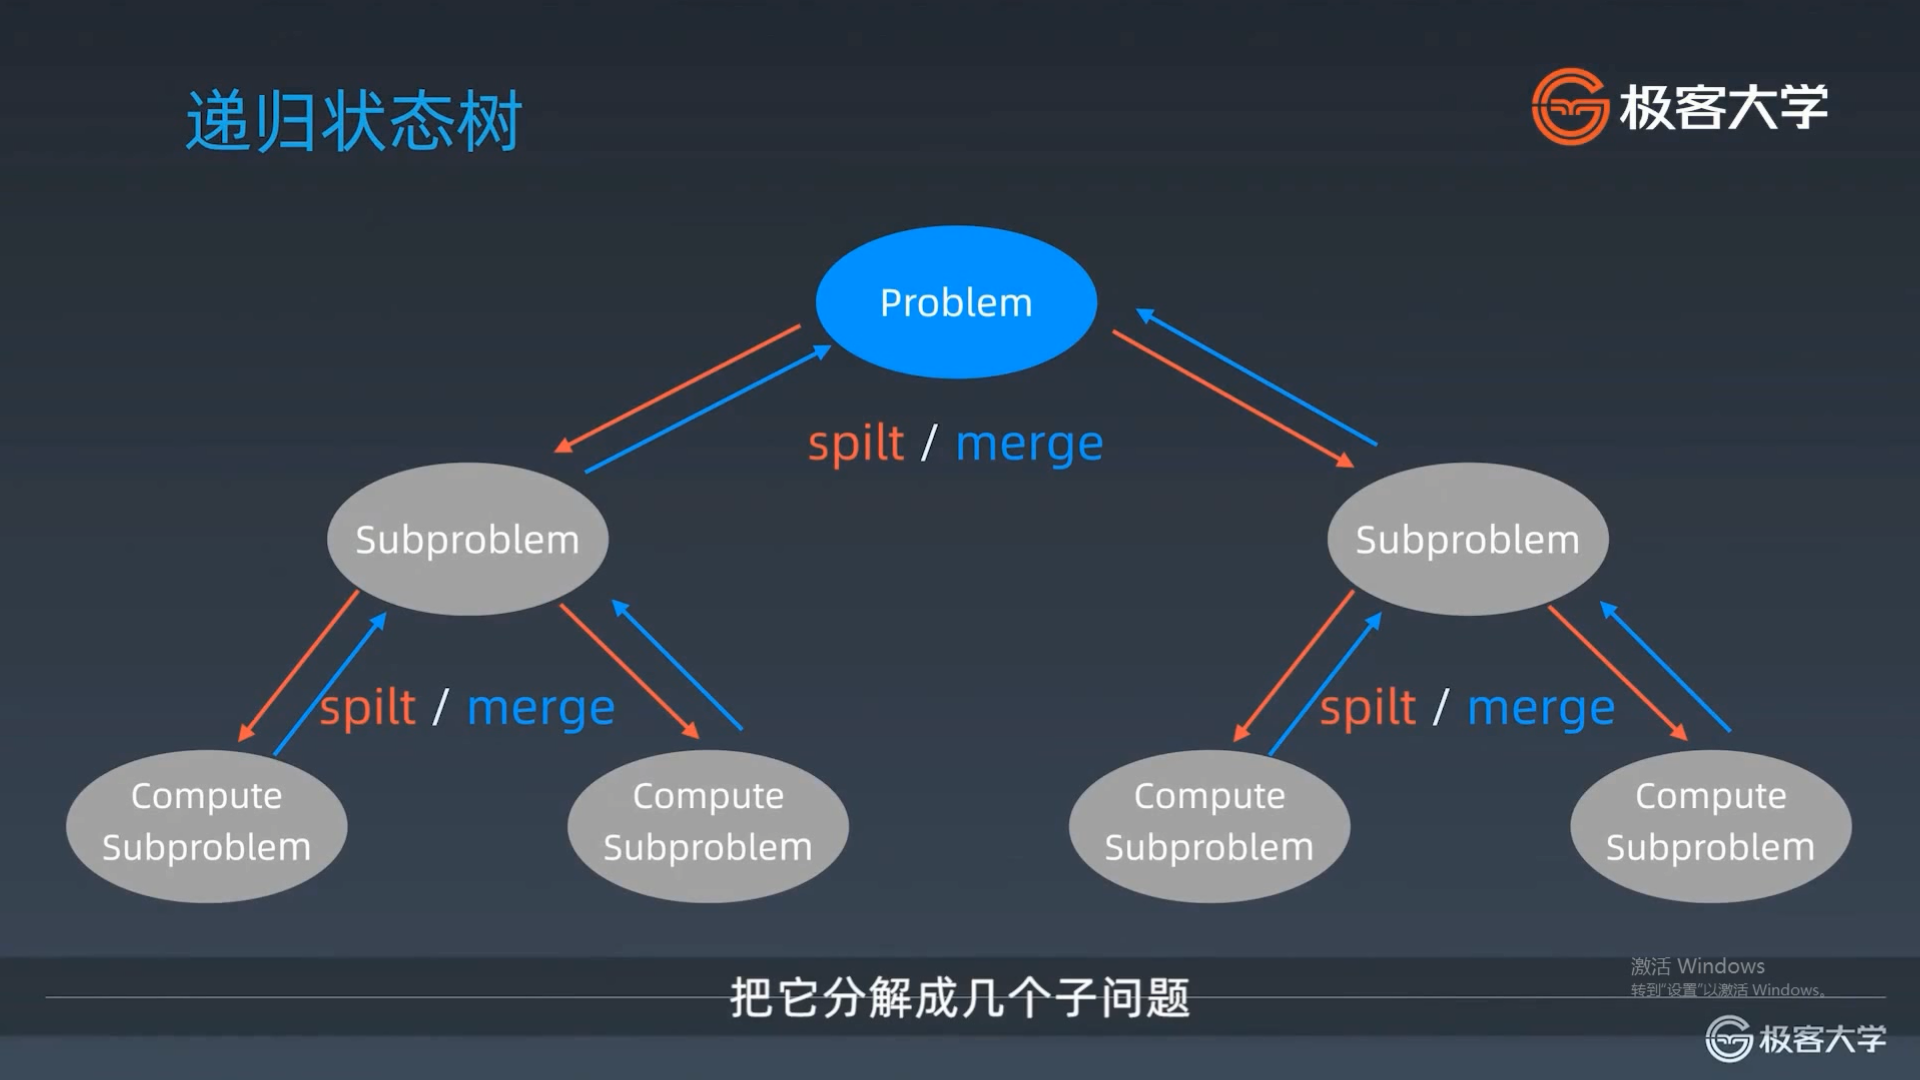 递归状态树
极客大学
Problem
spilt / merge
Subproblem
Subproblem
spilt / merge
spilt / merge
Compute
Subproblem
Compute
Subproblem
Compute
Subproblem
Compute
Subproblem
激活 Windows
转到“设置”以激活 Windows。
把它分解成几个子问题
极客大学